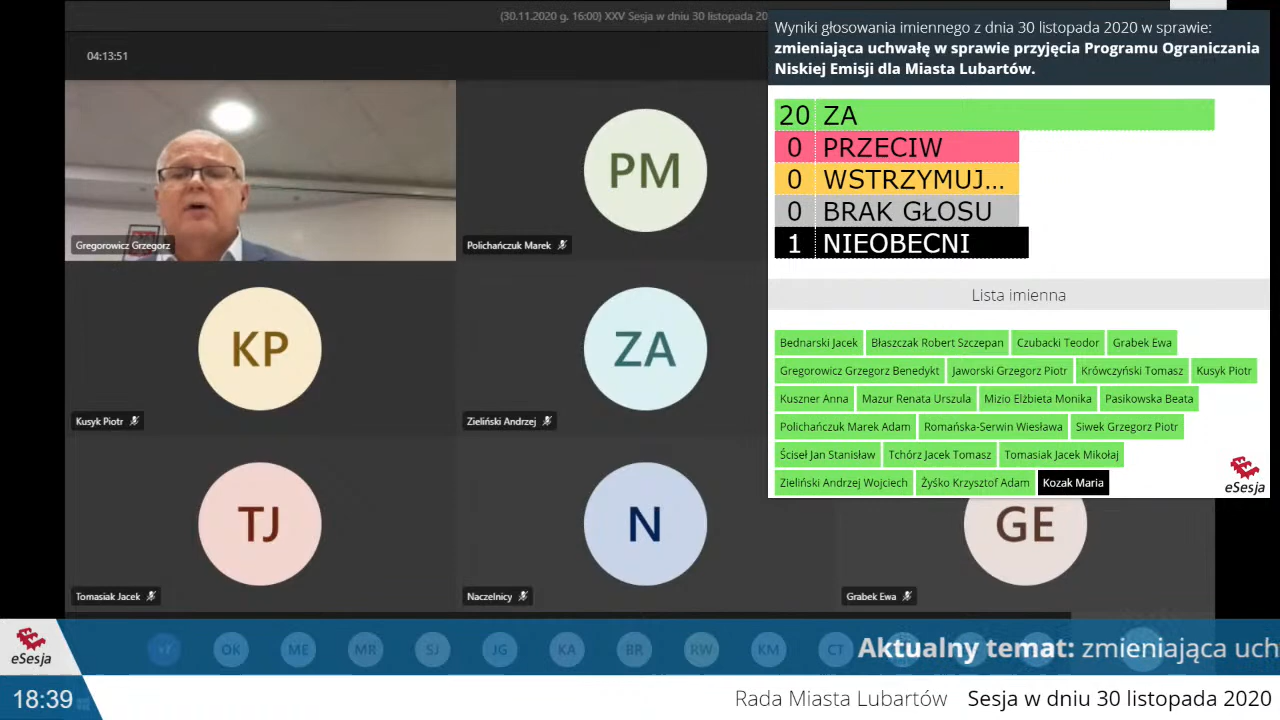 (30.11.2020 g. 16:00) XXV Sesja w dniu 30 listopada 20
04:13:51
Wyniki głosowania imiennego z dnia 30 listopada 2020 w sprawie:
zmieniająca uchwałę w sprawie przyjęcia Programu Ograniczania
Niskiej Emisji dla Miasta Lubartów.
20 ZA
0 PRZECIW
0 WSTRZYMUJ...
0 BRAK GŁOSU
1 NIEOBECNI
Lista imienna
Bednarski Jacek Błaszczak Robert Szczepan Czubacki Teodor Grabek Ewa
Gregorowicz Grzegorz Benedykt Jaworski Grzegorz Piotr Krówczyński Tomasz Kusyk Piotr
Kuszner Anna Mazur Renata Urszula Mizio Elżbieta Monika Pasikowska Beata
Polichańczuk Marek Adam Romańska-Serwin Wiesława Siwek Grzegorz Piotr
Ściseł Jan Stanisław Tchórz Jacek Tomasz Tomasiak Jacek Mikołaj
Zieliński Andrzej Wojciech Żyśko Krzysztof Adam Kozak Maria
eSesja
Gregorowicz Grzegorz
PM
Polichańczuk Marek
KP
Kusyk Piotr
ZA
Zieliński Andrzej
TJ
Tomasiak Jacek
N
Naczelnicy
GE
Grabek Ewa
eSesja
OK ME MR SJ JG KA BR RW KM CT
Aktualny temat: zmieniająca uch
18:39
Rada Miasta Lubartów Sesja w dniu 30 listopada 2020